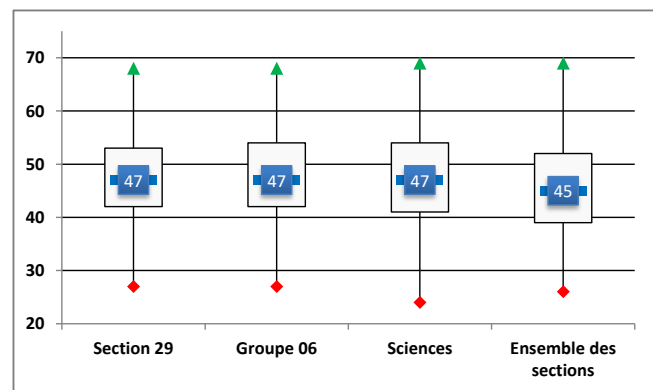 70
60
50
40
30
20
47
47
47
45
Section 29
Groupe 06
Sciences
Ensemble des
sections